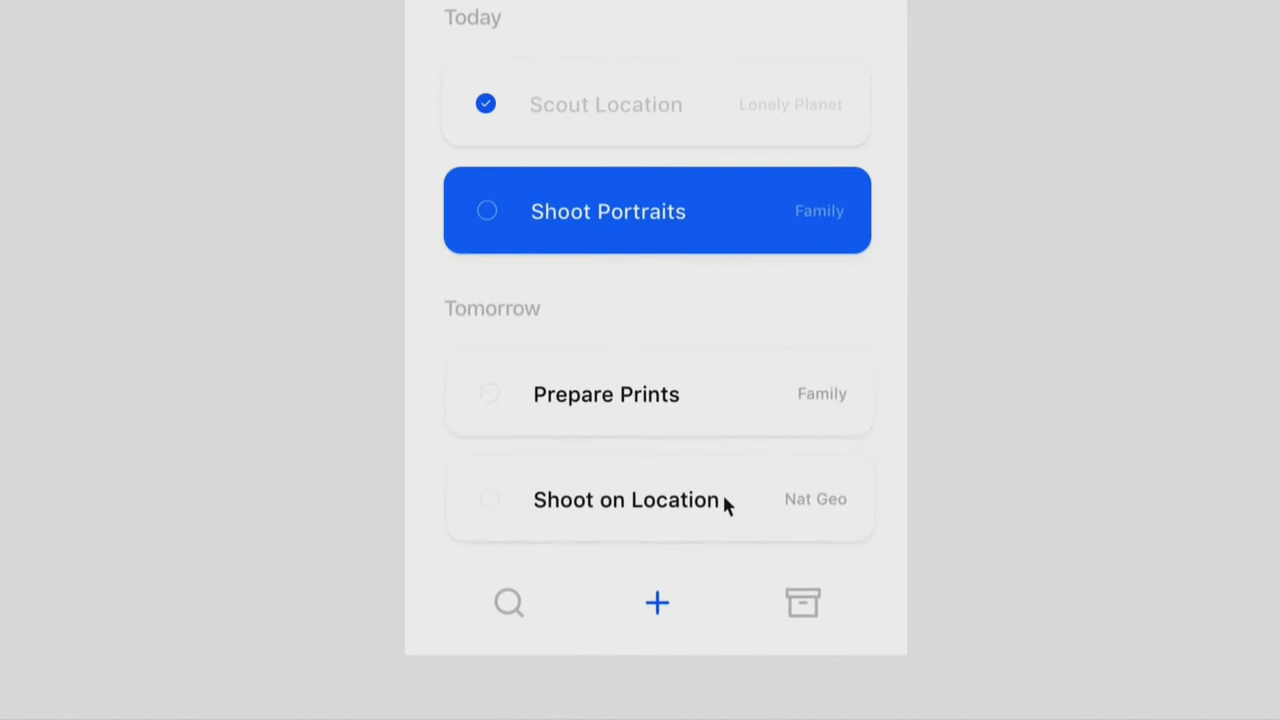 Today
Scout Location Lonely Planet
Shoot Portraits Family
Tomorrow
Prepare Prints Family
Shoot on Location Nat Geo